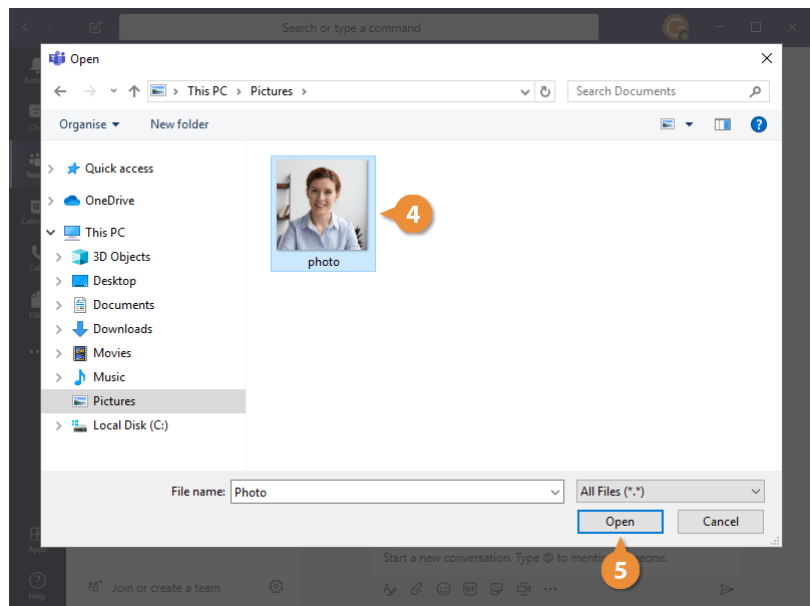 Search or type a command
Open
This PC > Pictures >
Search Documents
Organise
New folder
Quick access
OneDrive
This PC
3D Objects
Desktop
Documents
Downloads
Movies
Music
Pictures
Local Disk (C:)
photo
4
File name: Photo
All Files (*.*)
Open
Cancel
5
Apps
Start a new conversation. Type @ to
Help
Join or create a team
GIF